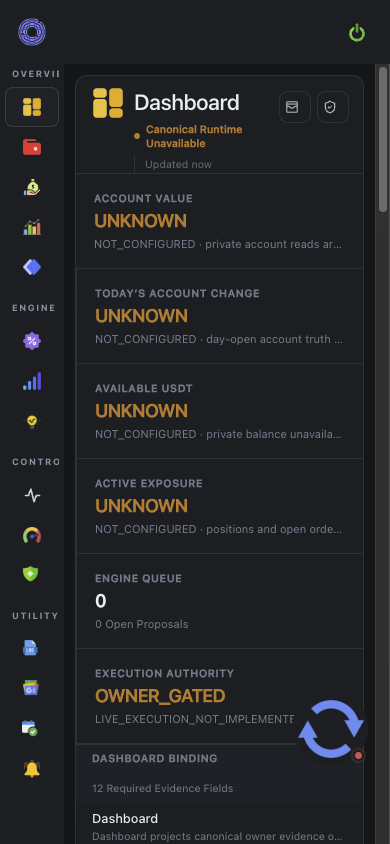 OVERVIE
Dashboard
Canonical Runtime
Unavailable
Updated now
ACCOUNT VALUE
UNKNOWN
NOT_CONFIGURED · private account reads ar...
TODAY'S ACCOUNT CHANGE
UNKNOWN
NOT_CONFIGURED · day-open account truth ...
AVAILABLE USDT
UNKNOWN
NOT_CONFIGURED · private balance unavaila...
ACTIVE EXPOSURE
UNKNOWN
NOT_CONFIGURED · positions and open orde...
ENGINE QUEUE
0
0 Open Proposals
EXECUTION AUTHORITY
OWNER_GATED
LIVE_EXECUTION_NOT_IMPLEMENTE
DASHBOARD BINDING
12 Required Evidence Fields
Dashboard
Dashboard projects canonical owner evidence o...
ENGINE
CONTRO
UTILITY
LOG